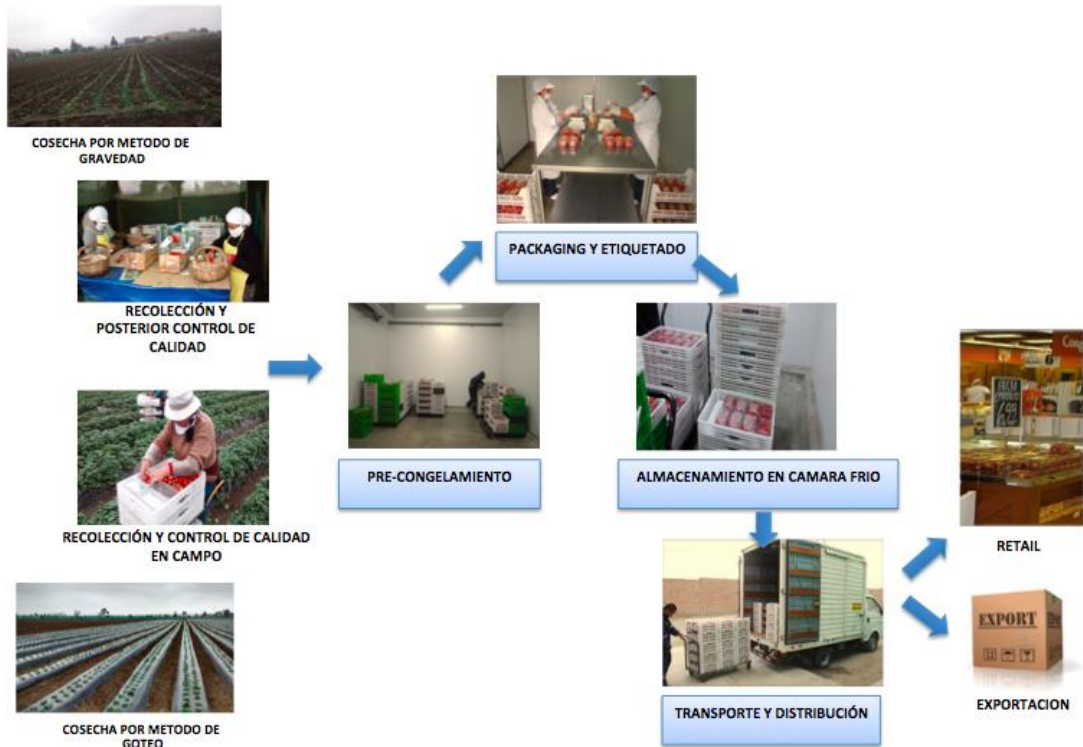 COSECHA POR METODO DE
GRAVEDAD
RECOLECCIÓN Y
POSTERIOR CONTROL DE
CALIDAD
RECOLECCIÓN Y CONTROL DE CALIDAD
EN CAMPO
COSECHA POR METODO DE
GOTEO
PRE-CONGELAMIENTO
PACKAGING Y ETIQUETADO
ALMACENAMIENTO EN CAMARA FRIO
TRANSPORTE Y DISTRIBUCIÓN
RETAIL
EXPORT
EXPORTACION